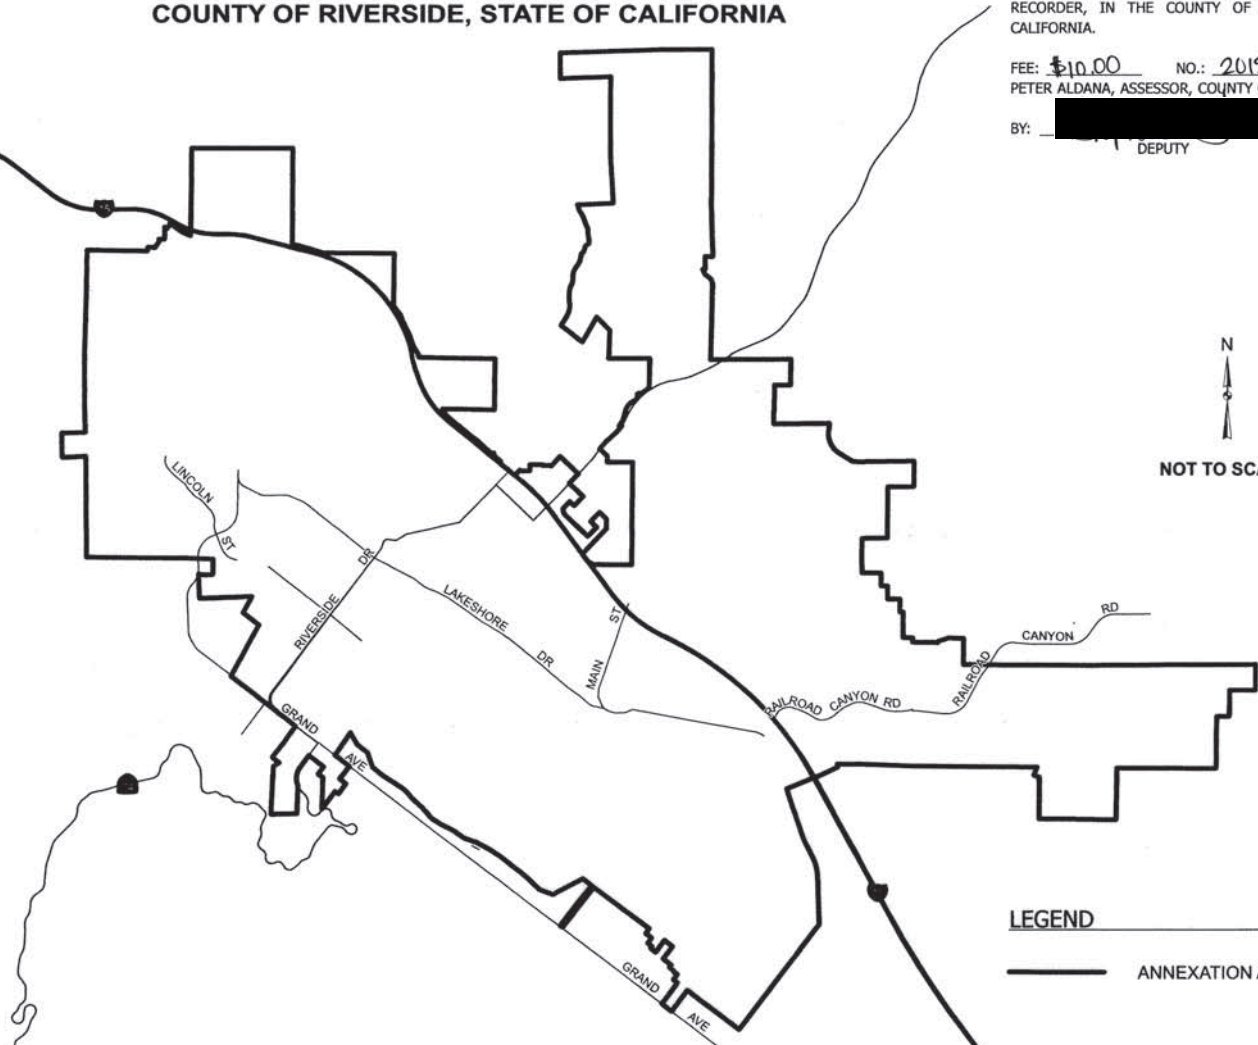 COUNTY OF RIVERSIDE, STATE OF CALIFORNIA
RECORDER, IN THE COUNTY OF
CALIFORNIA.
FEE: $10.00 NO.: 2019
PETER ALDANA, ASSESSOR, COUNTY
BY:
DEPUTY
N
NOT TO SCA
LINCOLN
ST
DR
RIVERSIDE
LAKESHORE
DR
ST
MAIN
RD
CANYON
RAILROAD
RAILROAD CANYON RD
GRAND
AVE
GRAND
AVE
LEGEND
ANNEXATION